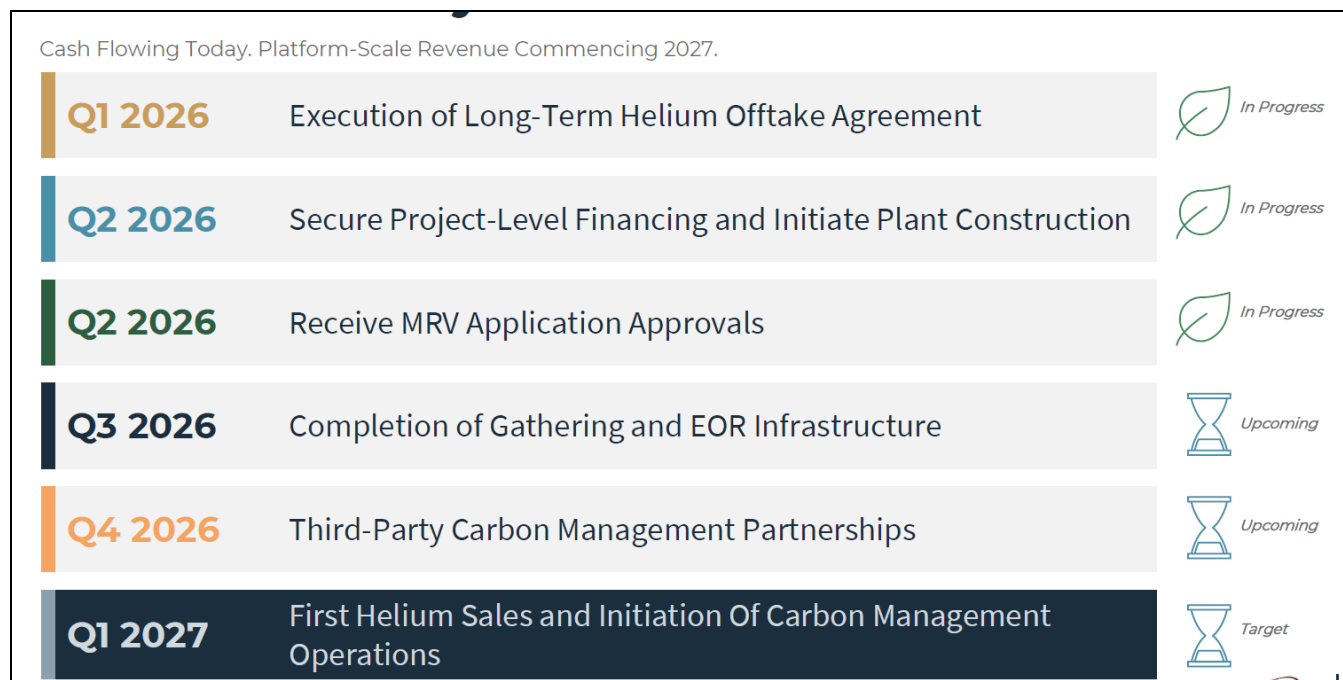 Cash Flowing Today. Platform-Scale Revenue Commencing 2027.
Q1 2026 Execution of Long-Term Helium Offtake Agreement In Progress
Q2 2026 Secure Project-Level Financing and Initiate Plant Construction In Progress
Q2 2026 Receive MRV Application Approvals In Progress
Q3 2026 Completion of Gathering and EOR Infrastructure Upcoming
Q4 2026 Third-Party Carbon Management Partnerships Upcoming
Q1 2027 First Helium Sales and Initiation Of Carbon Management
Operations Target